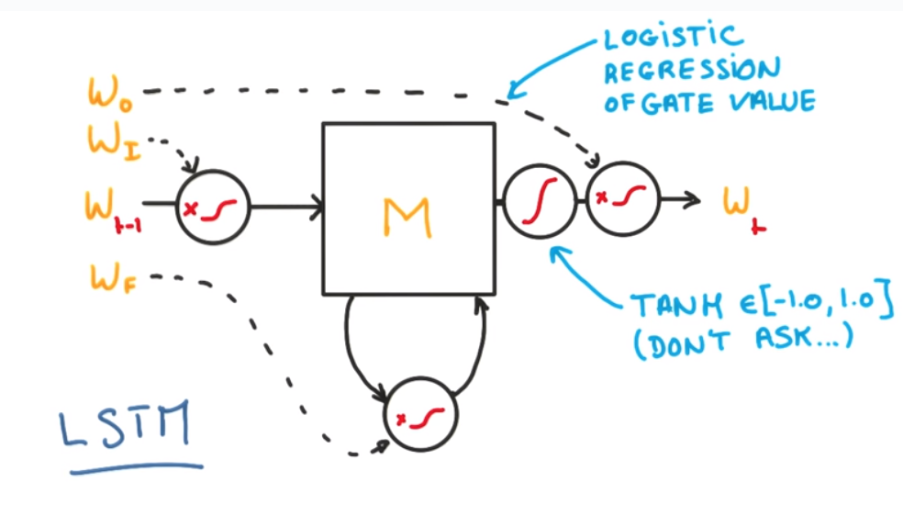 LOGISTIC
REGRESSION
OF GATE VALUE
W₀
W_I
W_t-1
M
W_t
W_F
TANH ∈[-1.0, 1.0]
(DON'T ASK...)
LSTM